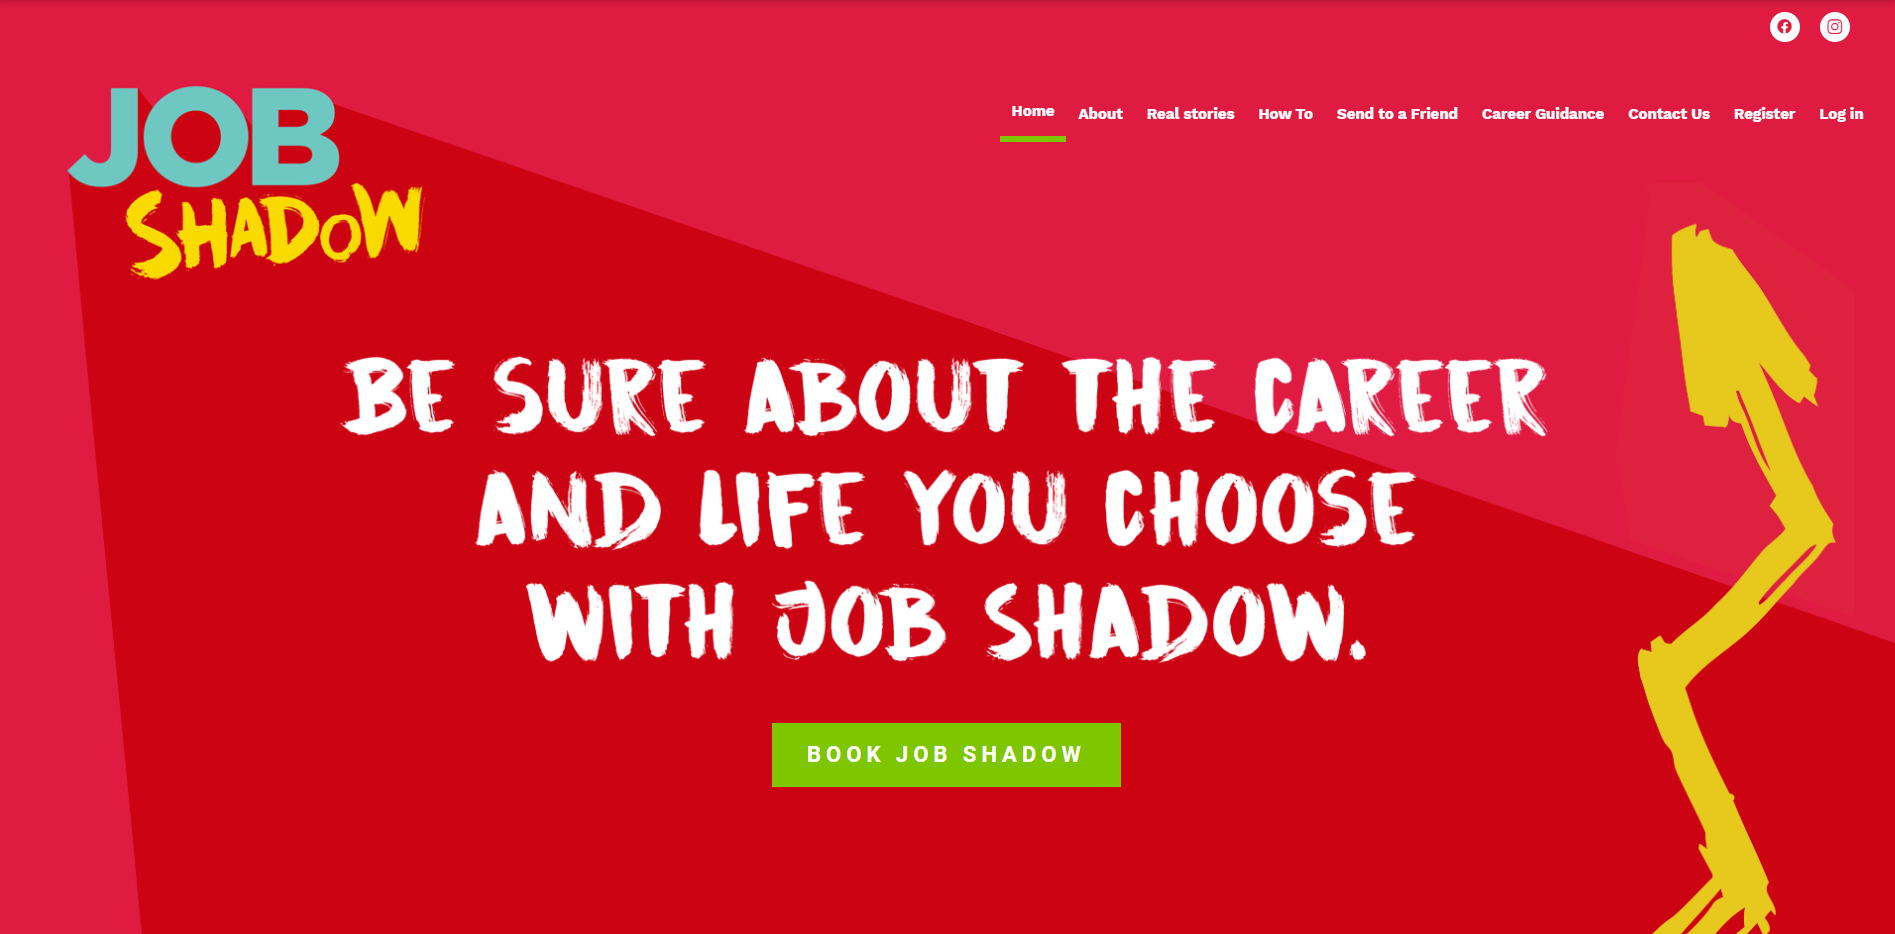 JOB
SHADOW
Home About Real stories How To Send to a Friend Career Guidance Contact Us Register Log in
BE SURE ABOUT THE CAREER
AND LIFE YOU CHOOSE
WITH JOB SHADOW.
BOOK JOB SHADOW